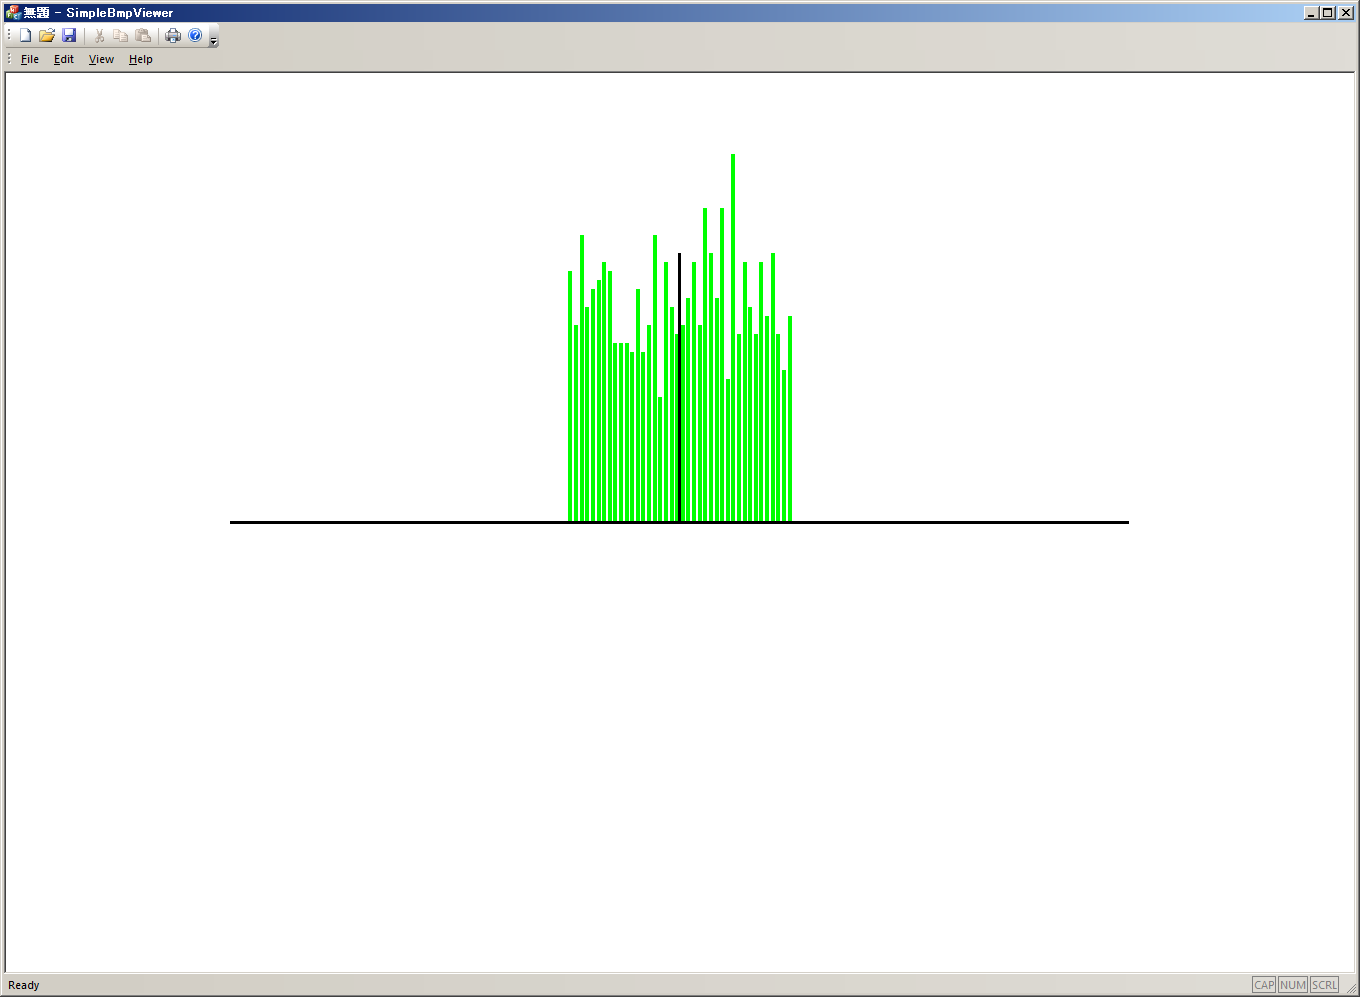 無題 - SimpleBmpViewer
File Edit View Help
Ready CAP NUM SCRL